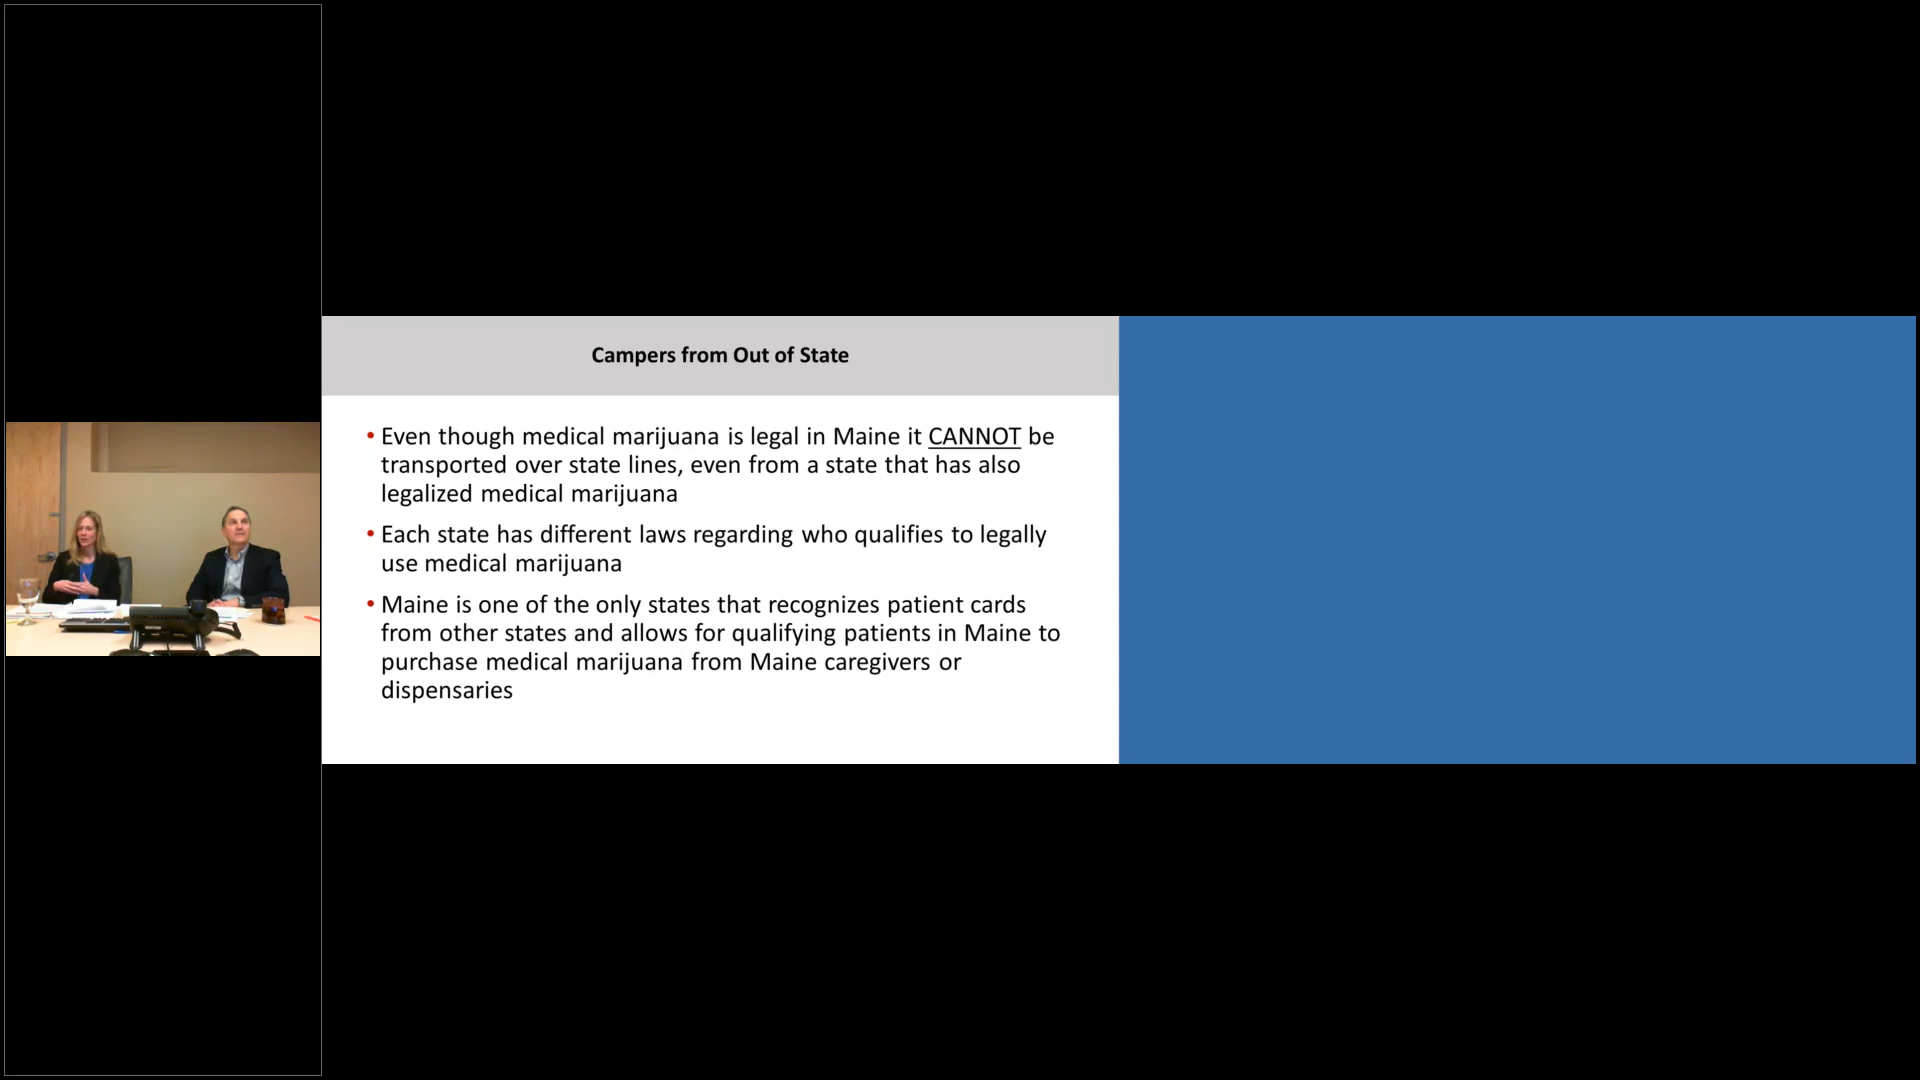 Campers from Out of State
• Even though medical marijuana is legal in Maine it CANNOT be
transported over state lines, even from a state that has also
legalized medical marijuana
• Each state has different laws regarding who qualifies to legally
use medical marijuana
• Maine is one of the only states that recognizes patient cards
from other states and allows for qualifying patients in Maine to
purchase medical marijuana from Maine caregivers or
dispensaries